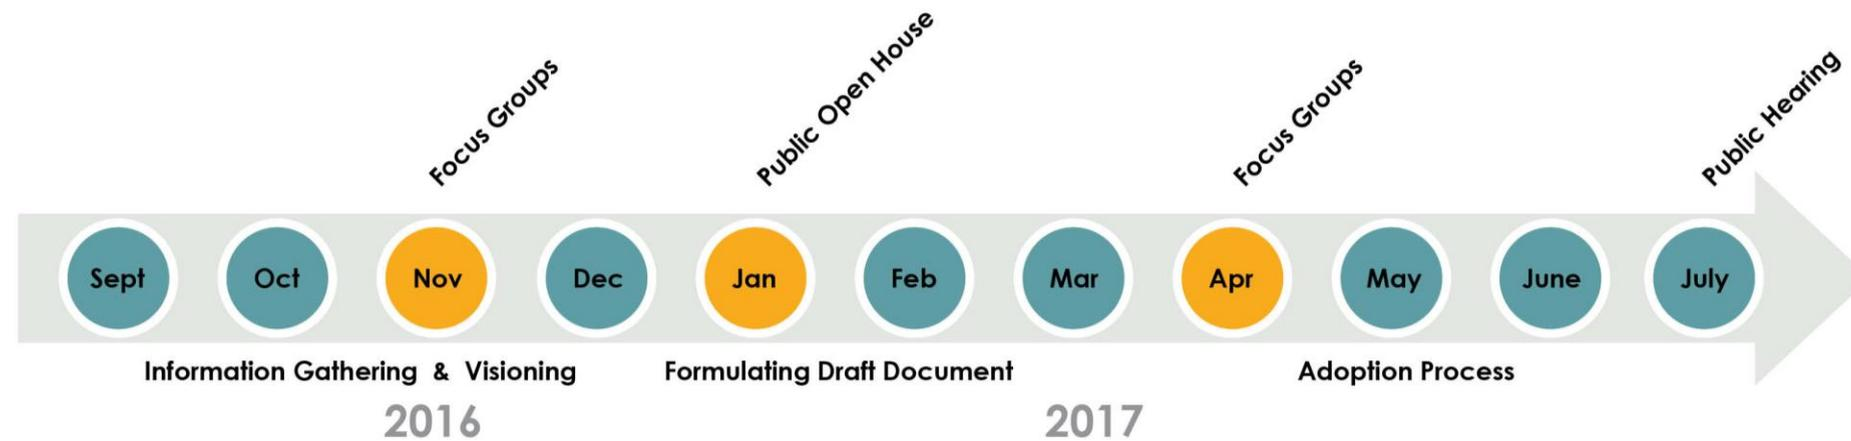 Focus Groups
Public Open House
Focus Groups
Public Hearing
Sept Oct Nov Dec Jan Feb Mar Apr May June July
Information Gathering & Visioning Formulating Draft Document Adoption Process
2016 2017